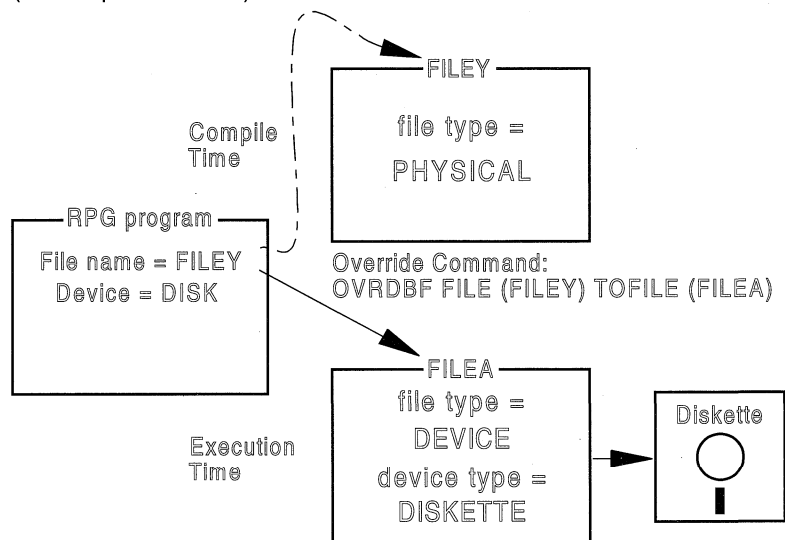 FILEY
file type =
PHYSICAL
Compile
Time
RPG program
File name = FILEY
Device = DISK
Override Command:
OVRDBF FILE (FILEY) TOFILE (FILEA)
FILEA
file type =
DEVICE
device type =
DISKETTE
Execution
Time
Diskette